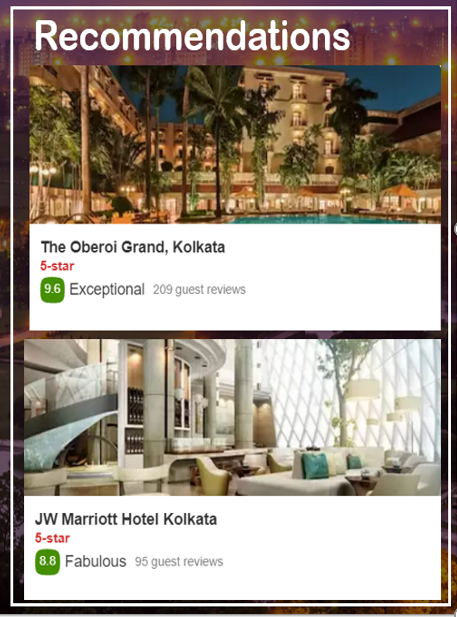 Recommendations
The Oberoi Grand, Kolkata
5-star
9.6 Exceptional 209 guest reviews
JW Marriott Hotel Kolkata
5-star
8.8 Fabulous 95 guest reviews